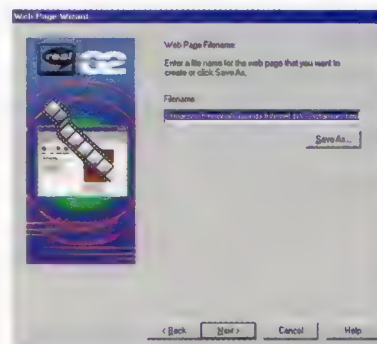 Web Page Wizard
real
G2
Web Page Filename
Enter a file name for the web page that you want to
create or click Save As.
Filename
Save As...
< Back
Next >
Cancel
Help